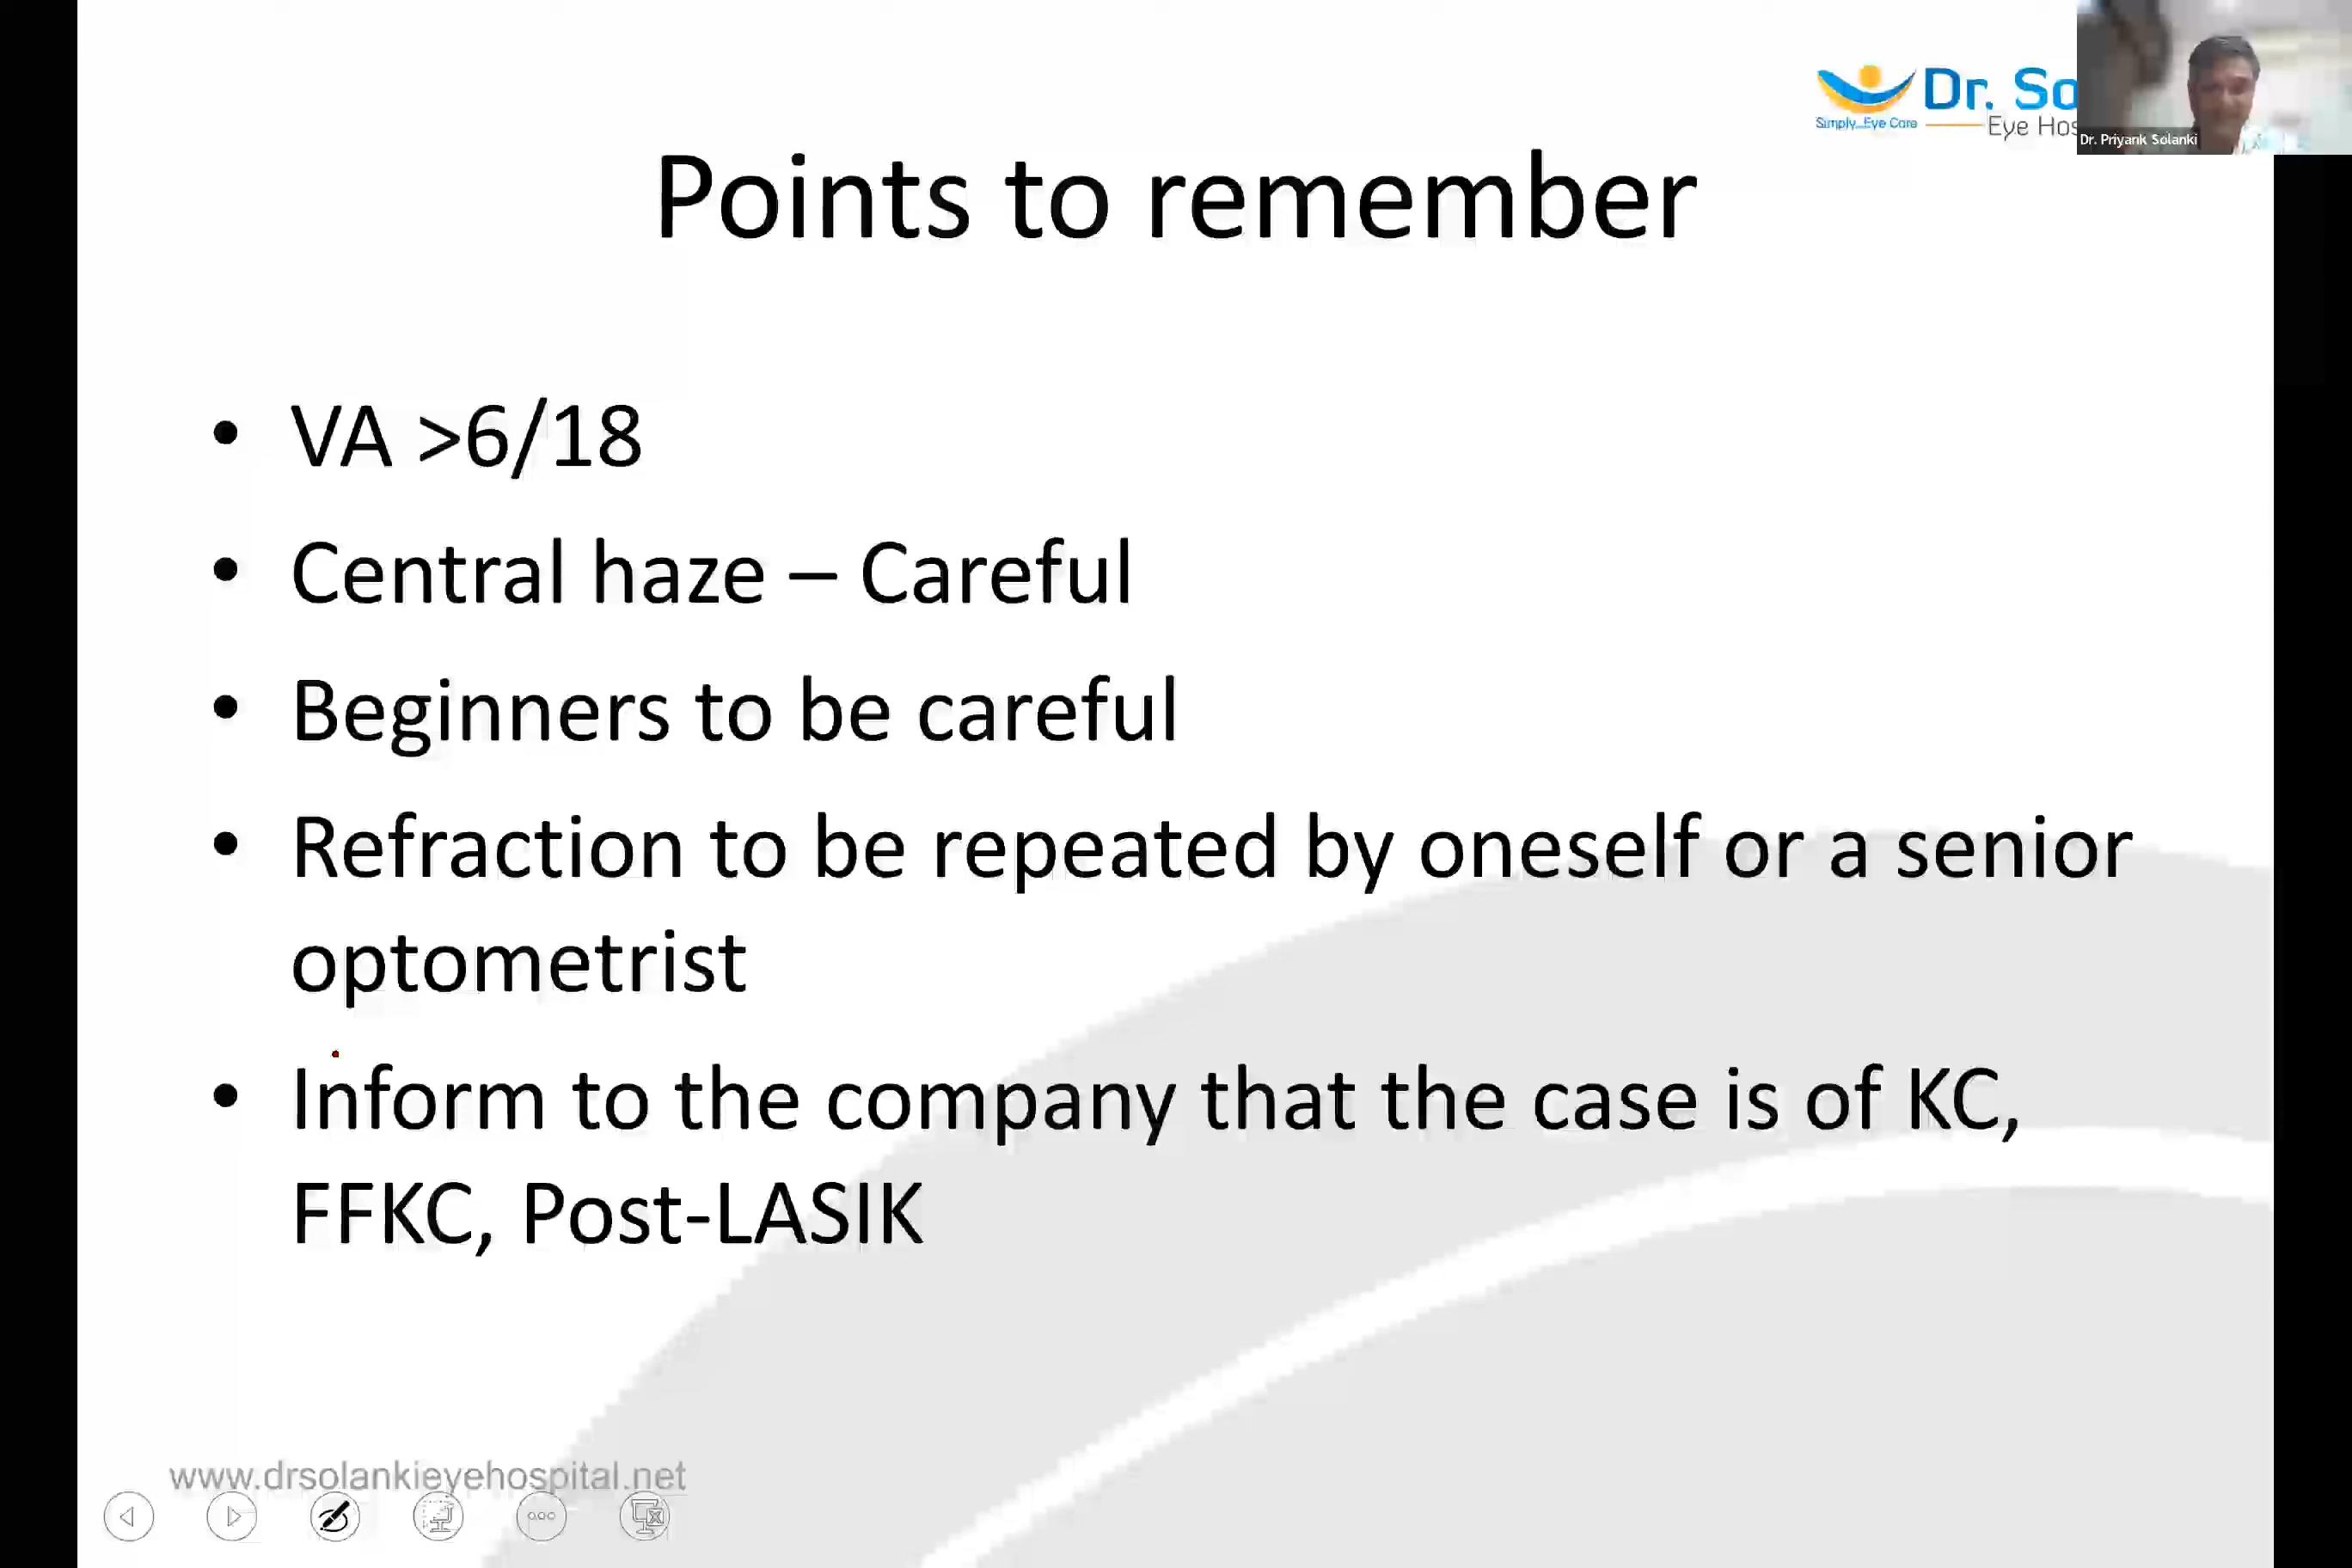 Dr. So
Simply...Eye Care
Eye Hos
Dr. Priyank Solanki
Points to remember
• VA >6/18
• Central haze – Careful
• Beginners to be careful
• Refraction to be repeated by oneself or a senior
optometrist
• Inform to the company that the case is of KC,
FFKC, Post-LASIK
www.drsolankieyehospital.net